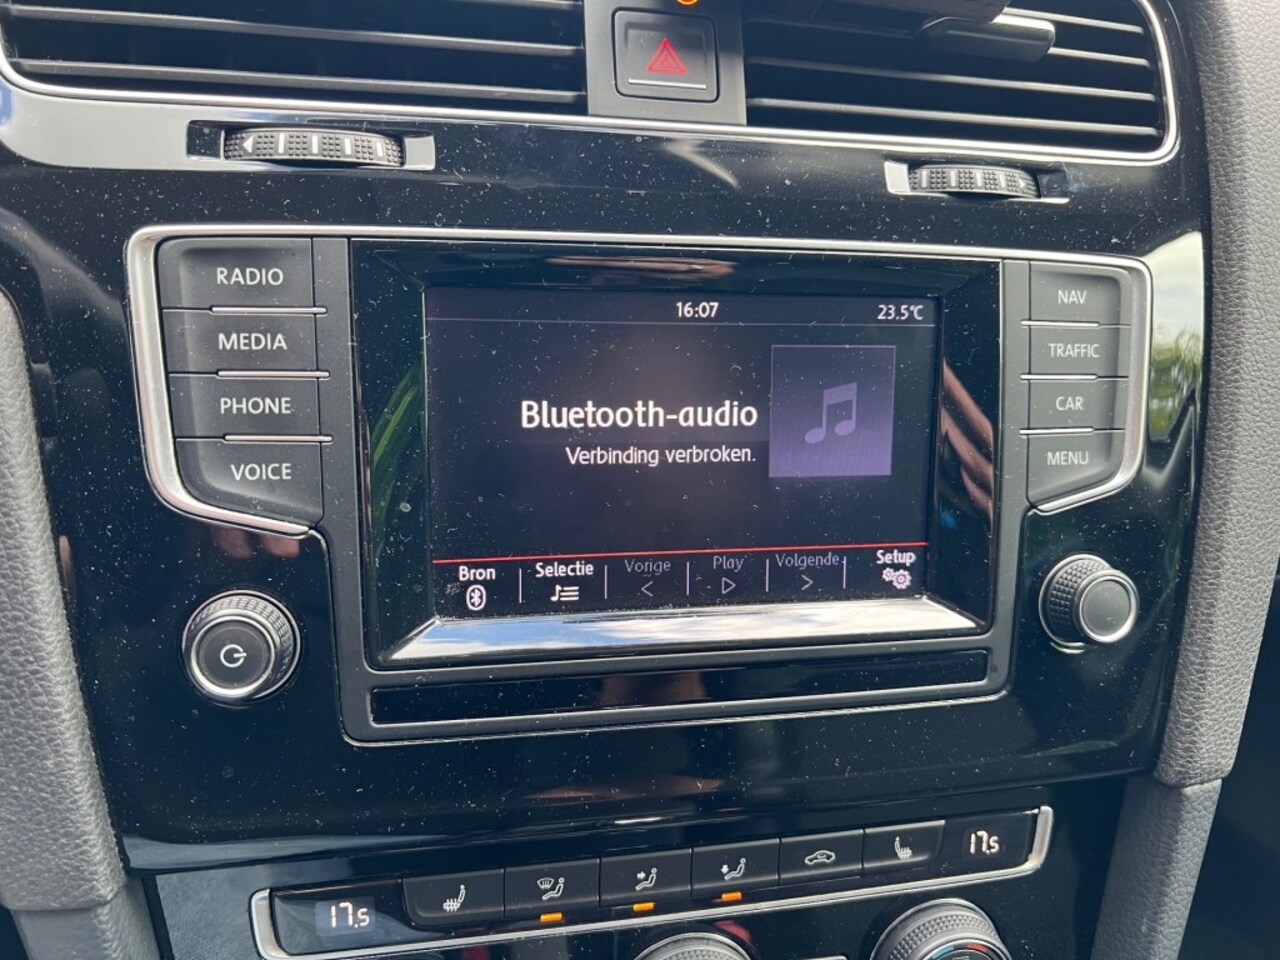 RADIO
MEDIA
PHONE
VOICE
16:07
23.5°C
Bluetooth-audio
Verbinding verbroken.
Bron
Selectie
Vorige
Play
Volgende
Setup
NAV
TRAFFIC
CAR
MENU
17.5
17.5